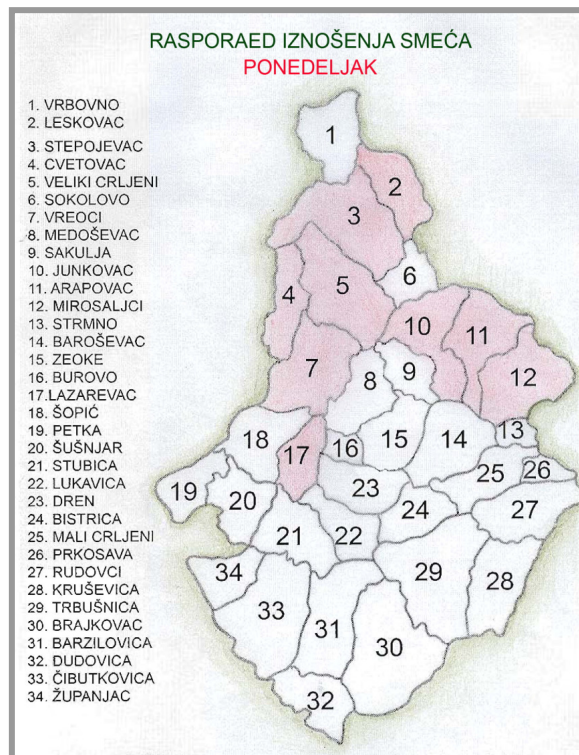 RASPORAED IZNOŠENJA SMEĆA
PONEDELJAK
1. VRBOVNO
2. LESKOVAC
3. STEPOJEVAC
4. CVETOVAC
5. VELIKI CRLJENI
6. SOKOLOVO
7. VREOCI
8. MEDOŠEVAC
9. SAKULJA
10. JUNKOVAC
11. ARAPOVAC
12. MIROSALJCI
13. STRMNO
14. BAROŠEVAC
15. ZEOKE
16. BUROVO
17.LAZAREVAC
18. ŠOPIĆ
19. PETKA
20. ŠUŠNJAR
21. STUBICA
22. LUKAVICA
23. DREN
24. BISTRICA
25. MALI CRLJENI
26. PRKOSAVA
27. RUDOVCI
28. KRUŠEVICA
29. TRBUŠNICA
30. BRAJKOVAC
31. BARZILOVICA
32. DUDOVICA
33. ČIBUTKOVICA
34. ŽUPANJAC
1
2
3
6
5
4
10
11
7
8
9
12
18
17
16
15
14
13
19
20
23
25
26
24
27
21
22
34
33
31
29
28
30
32